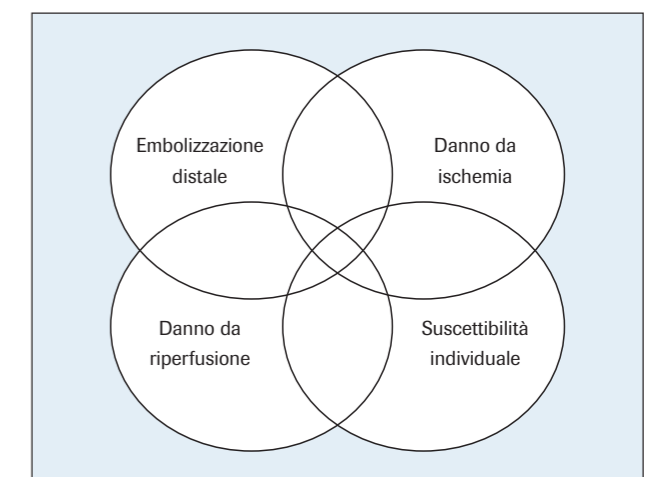 Embolizzazione
distale
Danno da
ischemia
Danno da
riperfusione
Suscettibilità
individuale